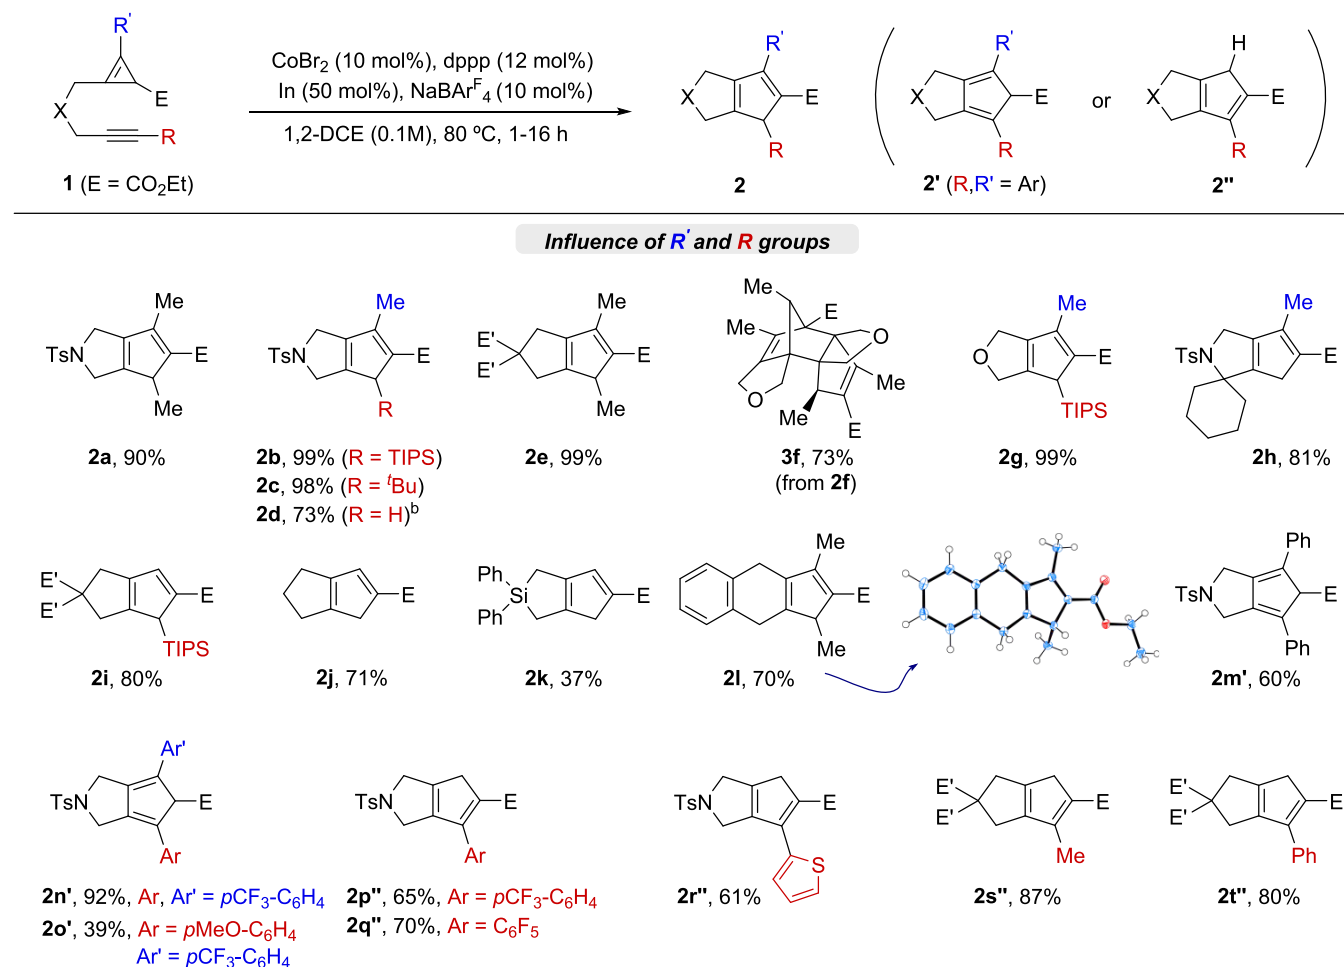 R'
X
E
R
1 (E = CO2Et)
CoBr2 (10 mol%), dppp (12 mol%)
In (50 mol%), NaBArF4 (10 mol%)
1,2-DCE (0.1M), 80 ºC, 1-16 h
R'
X
E
R
2
R'
X
E
R
2' (R,R' = Ar)
or
H
X
E
R
2''
Influence of R' and R groups
Me
TsN
E
Me
2a, 90%
Me
TsN
E
R
2b, 99% (R = TIPS)
2c, 98% (R = tBu)
2d, 73% (R = H)b
Me
E'
E'
E
Me
2e, 99%
Me
E
Me
O
O
Me
Me
E
3f, 73%
(from 2f)
Me
O
E
TIPS
2g, 99%
Me
TsN
E
2h, 81%
E'
E'
E
TIPS
2i, 80%
E
2j, 71%
Ph
Si
Ph
E
2k, 37%
Me
E
Me
2l, 70%
Ph
TsN
E
Ph
2m', 60%
Ar'
TsN
E
Ar
2n', 92%, Ar, Ar' = pCF3-C6H4
2o', 39%, Ar = pMeO-C6H4
Ar' = pCF3-C6H4
TsN
E
Ar
2p'', 65%, Ar = pCF3-C6H4
2q'', 70%, Ar = C6F5
TsN
E
S
2r'', 61%
E'
E'
E
Me
2s'', 87%
E'
E'
E
Ph
2t'', 80%